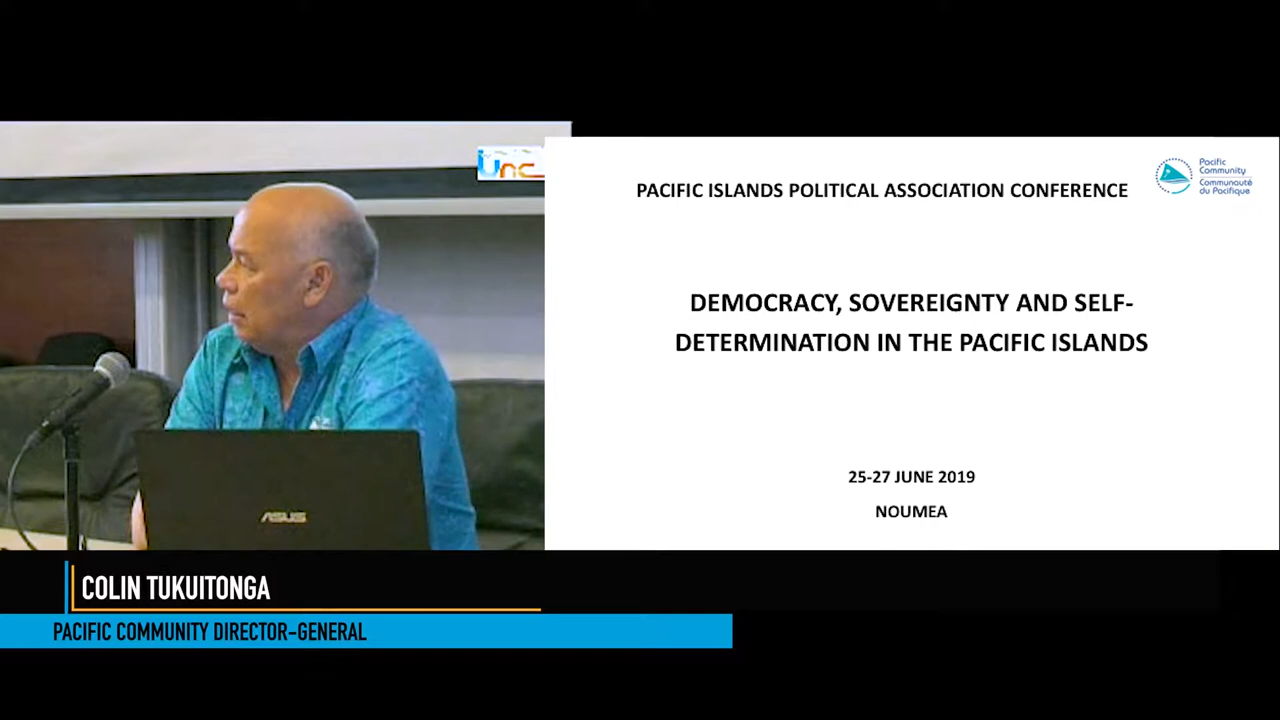 Unc
PACIFIC ISLANDS POLITICAL ASSOCIATION CONFERENCE
Pacific
Community
Communauté
du Pacifique
DEMOCRACY, SOVEREIGNTY AND SELF-
DETERMINATION IN THE PACIFIC ISLANDS
25-27 JUNE 2019
NOUMEA
ASUS
COLIN TUKUITONGA
PACIFIC COMMUNITY DIRECTOR-GENERAL